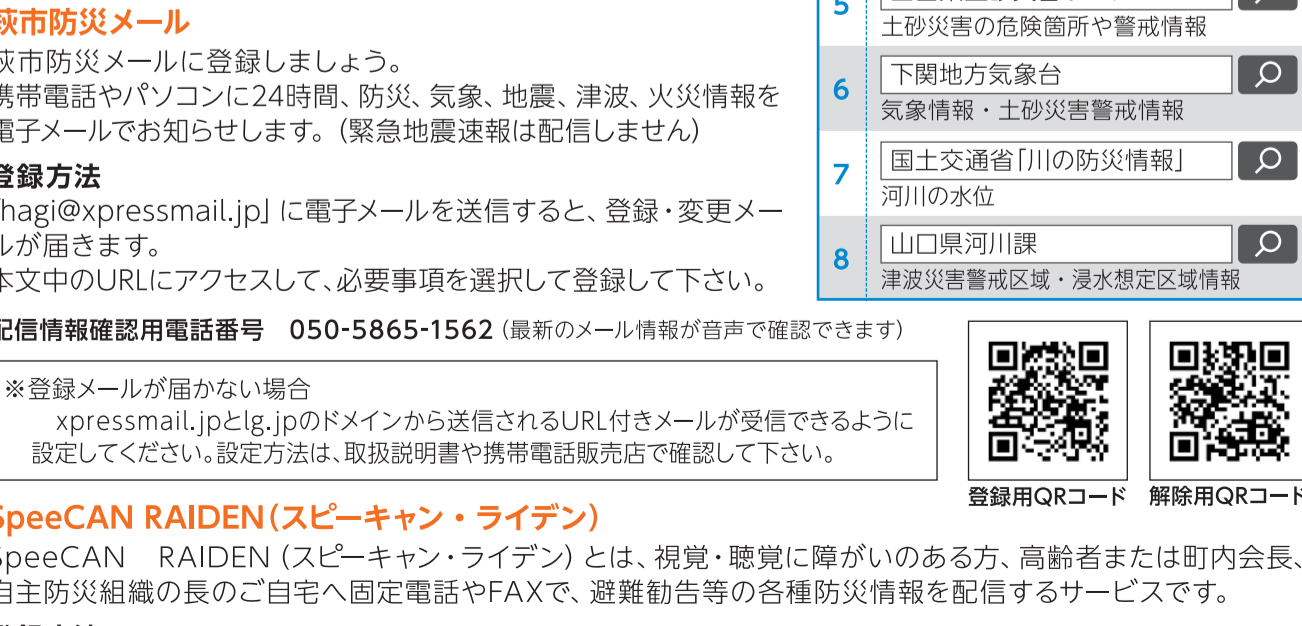 萩市防災メール
萩市防災メールに登録しましょう。
携帯電話やパソコンに24時間、防災、気象、地震、津波、火災情報を
電子メールでお知らせします。（緊急地震速報は配信しません）
登録方法
「hagi@xpressmail.jp」に電子メールを送信すると、登録・変更メー
ルが届きます。
本文中のURLにアクセスして、必要事項を選択して登録して下さい。
配信情報確認用電話番号　050-5865-1562（最新のメール情報が音声で確認できます）
※登録メールが届かない場合
xpressmail.jpとlg.jpのドメインから送信されるURL付きメールが受信できるように
設定してください。設定方法は、取扱説明書や携帯電話販売店で確認して下さい。
5
土砂災害の危険箇所や警戒情報
6 下関地方気象台
気象情報・土砂災害警戒情報
7 国土交通省「川の防災情報」
河川の水位
8 山口県河川課
津波災害警戒区域・浸水想定区域情報
登録用QRコード
解除用QRコード
SpeeCAN RAIDEN（スピーキャン・ライデン）
SpeeCAN　RAIDEN（スピーキャン・ライデン）とは、視覚・聴覚に障がいのある方、高齢者または町内会長、
自主防災組織の長のご自宅へ固定電話やFAXで、避難勧告等の各種防災情報を配信するサービスです。